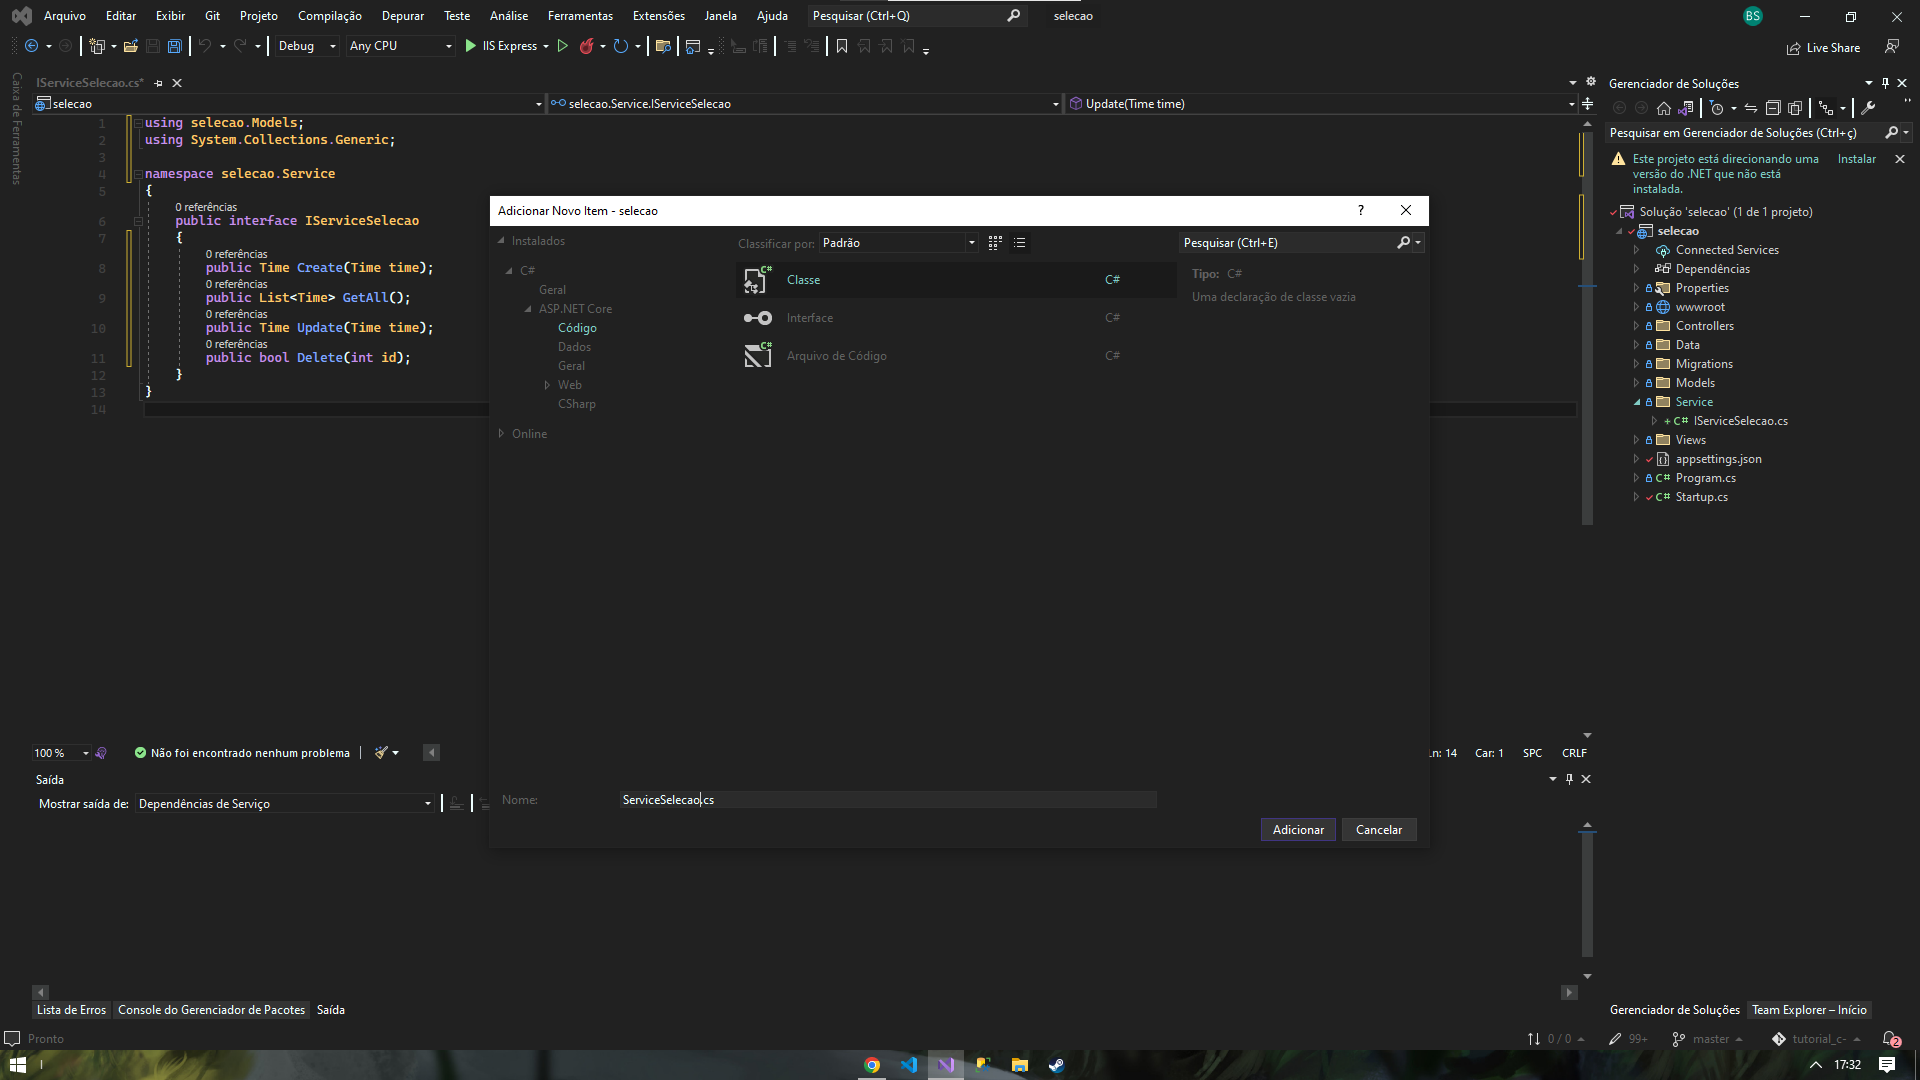 Arquivo Editar Exibir Git Projeto Compilação Depurar Teste Análise Ferramentas Extensões Janela Ajuda Pesquisar (Ctrl+Q) selecao BS
Debug Any CPU IIS Express Live Share
Caixa de Ferramentas
IServiceSelecao.cs*
selecao selecao.Service.IServiceSelecao Update(Time time)
1 using selecao.Models;
2 using System.Collections.Generic;
3
4 namespace selecao.Service
5 {
0 referências
6 public interface IServiceSelecao
7 {
0 referências
8 public Time Create(Time time);
0 referências
9 public List<Time> GetAll();
0 referências
10 public Time Update(Time time);
0 referências
11 public bool Delete(int id);
12 }
13 }
14
100 % Não foi encontrado nenhum problema Ln: 14 Car: 1 SPC CRLF
Adicionar Novo Item - selecao ?
Instalados
C#
Geral
ASP.NET Core
Código
Dados
Geral
Web
CSharp
Online
Classificar por: Padrão
Classe C#
Interface C#
Arquivo de Código C#
Pesquisar (Ctrl+E)
Tipo: C#
Uma declaração de classe vazia
Nome: ServiceSelecao.cs
Adicionar Cancelar
Saída
Mostrar saída de: Dependências de Serviço
Lista de Erros Console do Gerenciador de Pacotes Saída
Gerenciador de Soluções
Pesquisar em Gerenciador de Soluções (Ctrl+ç)
Este projeto está direcionando uma Instalar
versão do .NET que não está
instalada.
Solução 'selecao' (1 de 1 projeto)
selecao
Connected Services
Dependências
Properties
wwwroot
Controllers
Data
Migrations
Models
Service
C# IServiceSelecao.cs
Views
appsettings.json
C# Program.cs
C# Startup.cs
Gerenciador de Soluções Team Explorer – Início
Pronto 0 / 0 99+ master tutorial_c- 2
17:32